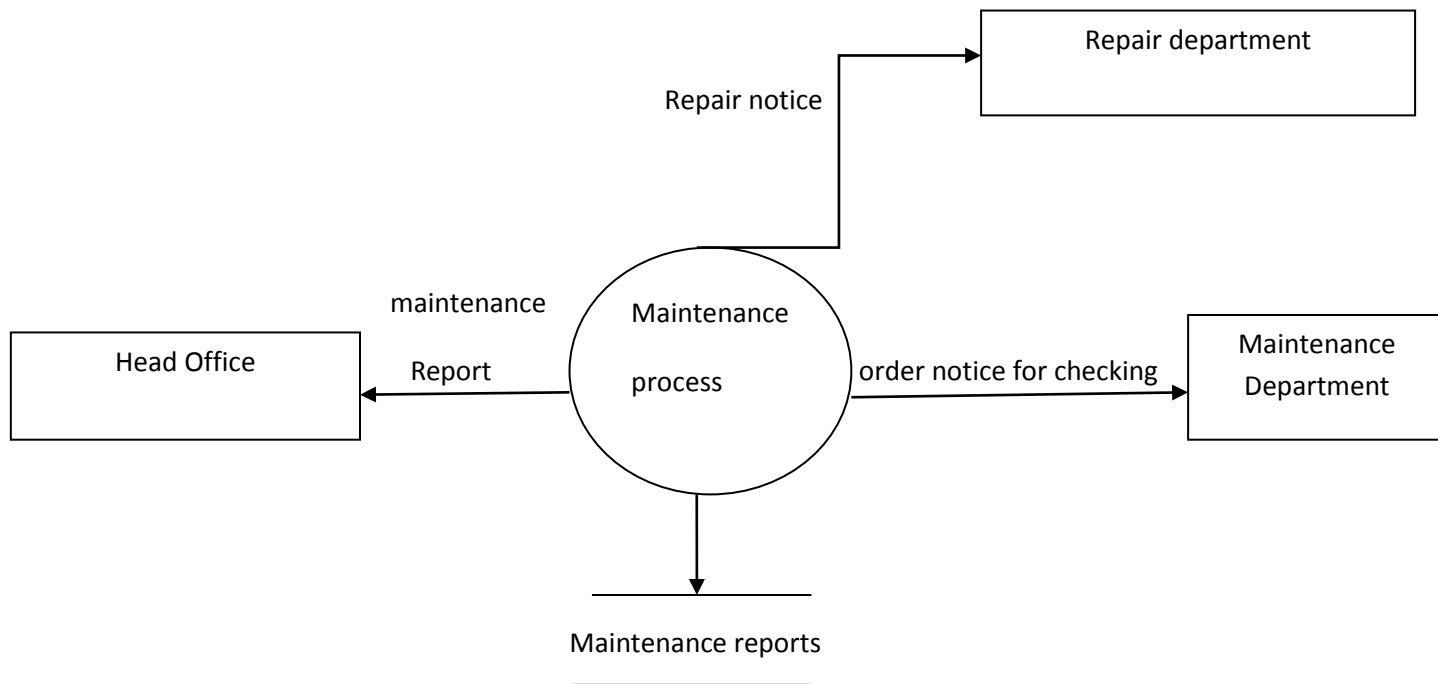 Repair department
Repair notice
maintenance
Report
Head Office
Maintenance
process
order notice for checking
Maintenance
Department
Maintenance reports